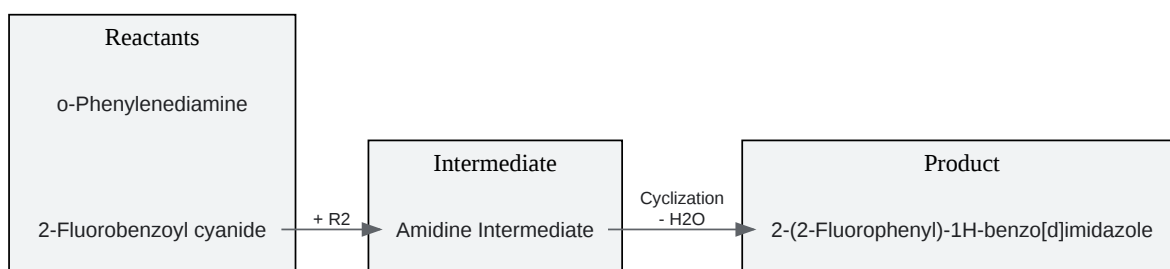 Reactants
o-Phenylenediamine
2-Fluorobenzoyl cyanide
+ R2
Intermediate
Amidine Intermediate
Cyclization
- H2O
Product
2-(2-Fluorophenyl)-1H-benzo[d]imidazole